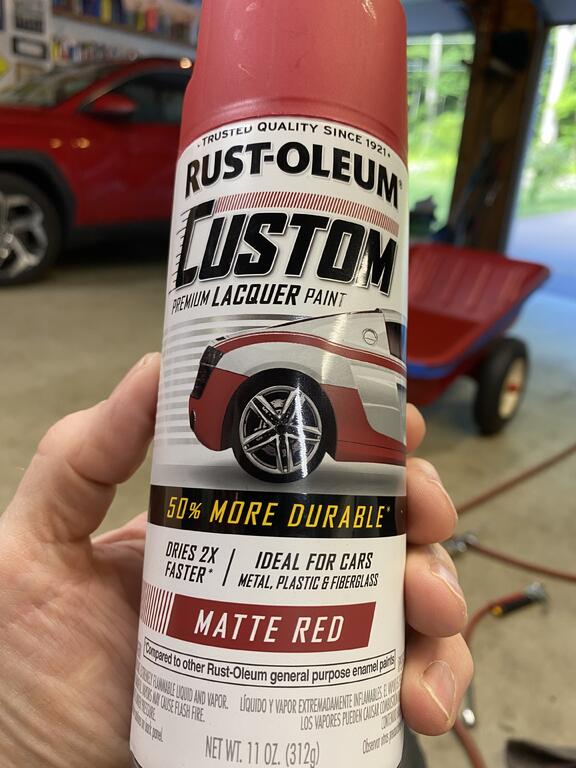 • TRUSTED QUALITY SINCE 1921 •
RUST-OLEUM®
CUSTOM
PREMIUM LACQUER PAINT
50% MORE DURABLE*
DRIES 2X
FASTER*
IDEAL FOR CARS
METAL, PLASTIC & FIBERGLASS
MATTE RED
*Compared to other Rust-Oleum general purpose enamel paints
FLAMMABLE LIQUID AND VAPOR.
MAY CAUSE FLASH FIRE.
LÍQUIDO Y VAPOR EXTREMADAMENTE INFLAMABLES.
LOS VAPORES PUEDEN CAUSAR
NET WT. 11 OZ. (312g)